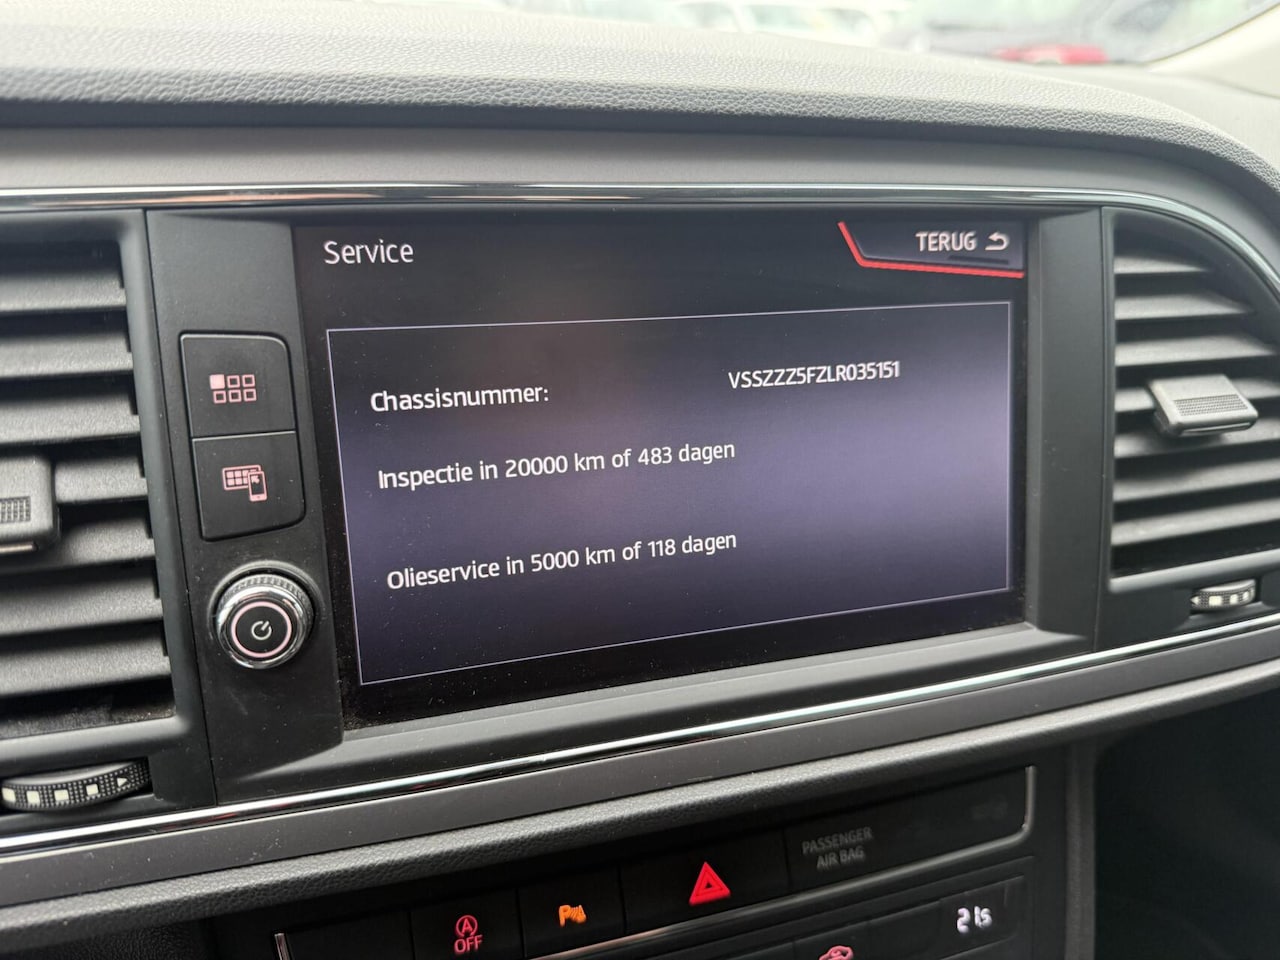 Service
TERUG
Chassisnummer: VSSZZZ5FZLR035151
Inspectie in 20000 km of 483 dagen
Olieservice in 5000 km of 118 dagen
PASSENGER
AIR BAG
A
OFF
P